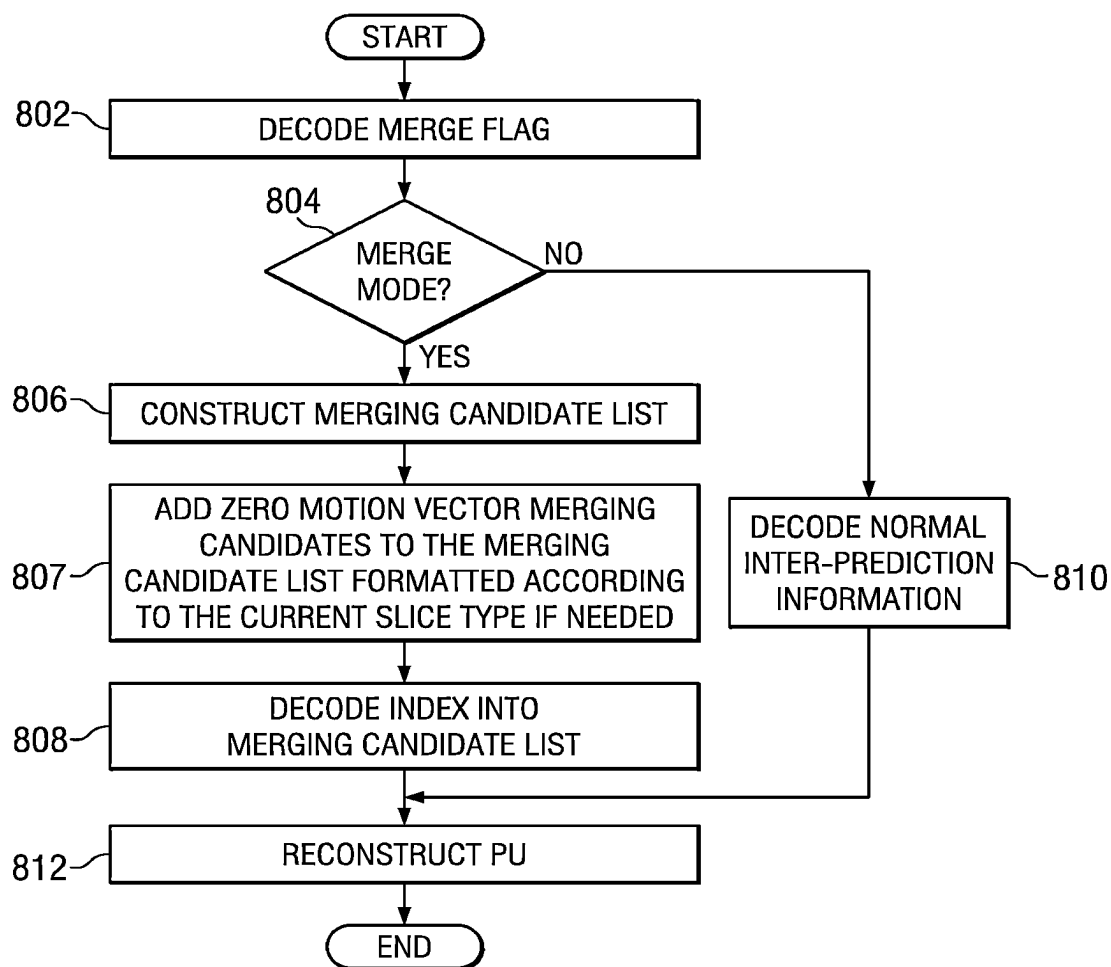 START
802
DECODE MERGE FLAG
804
MERGE
MODE?
NO
YES
806
CONSTRUCT MERGING CANDIDATE LIST
807
ADD ZERO MOTION VECTOR MERGING
CANDIDATES TO THE MERGING
CANDIDATE LIST FORMATTED ACCORDING
TO THE CURRENT SLICE TYPE IF NEEDED
DECODE NORMAL
INTER-PREDICTION
INFORMATION
810
808
DECODE INDEX INTO
MERGING CANDIDATE LIST
812
RECONSTRUCT PU
END